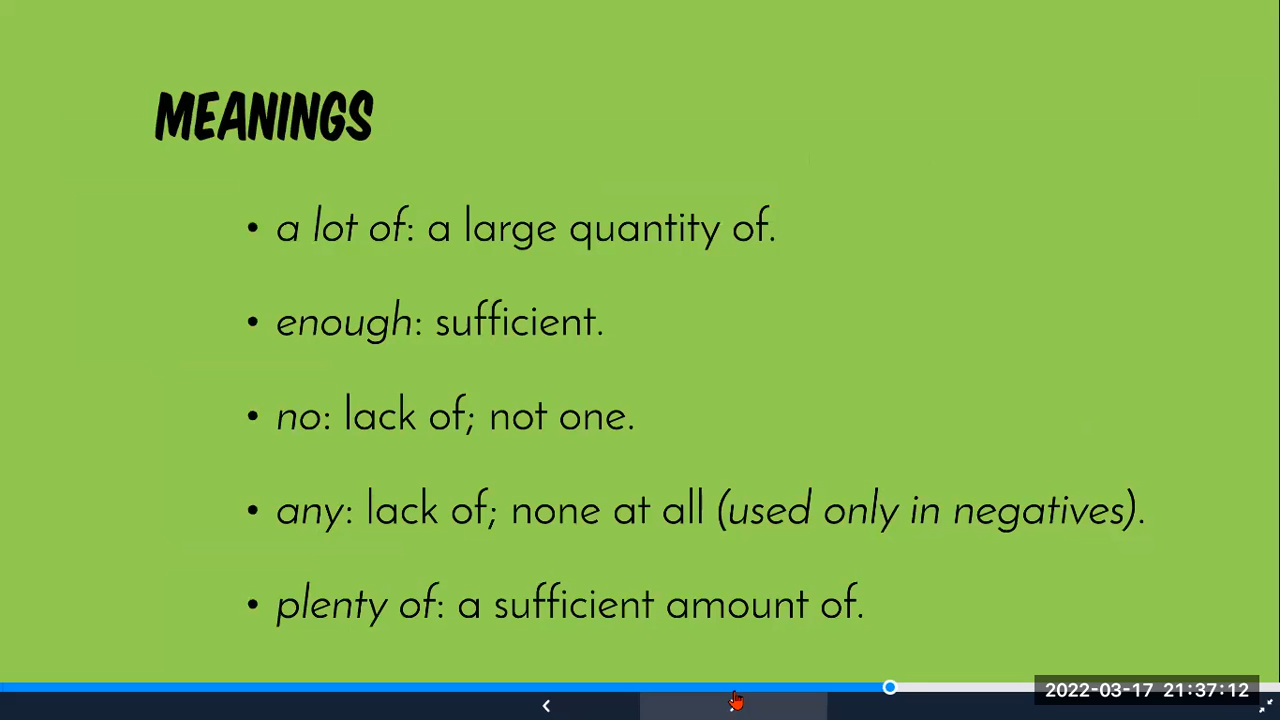 MEANINGS
• a lot of: a large quantity of.
• enough: sufficient.
• no: lack of; not one.
• any: lack of; none at all (used only in negatives).
• plenty of: a sufficient amount of.
2022-03-17 21:37:12